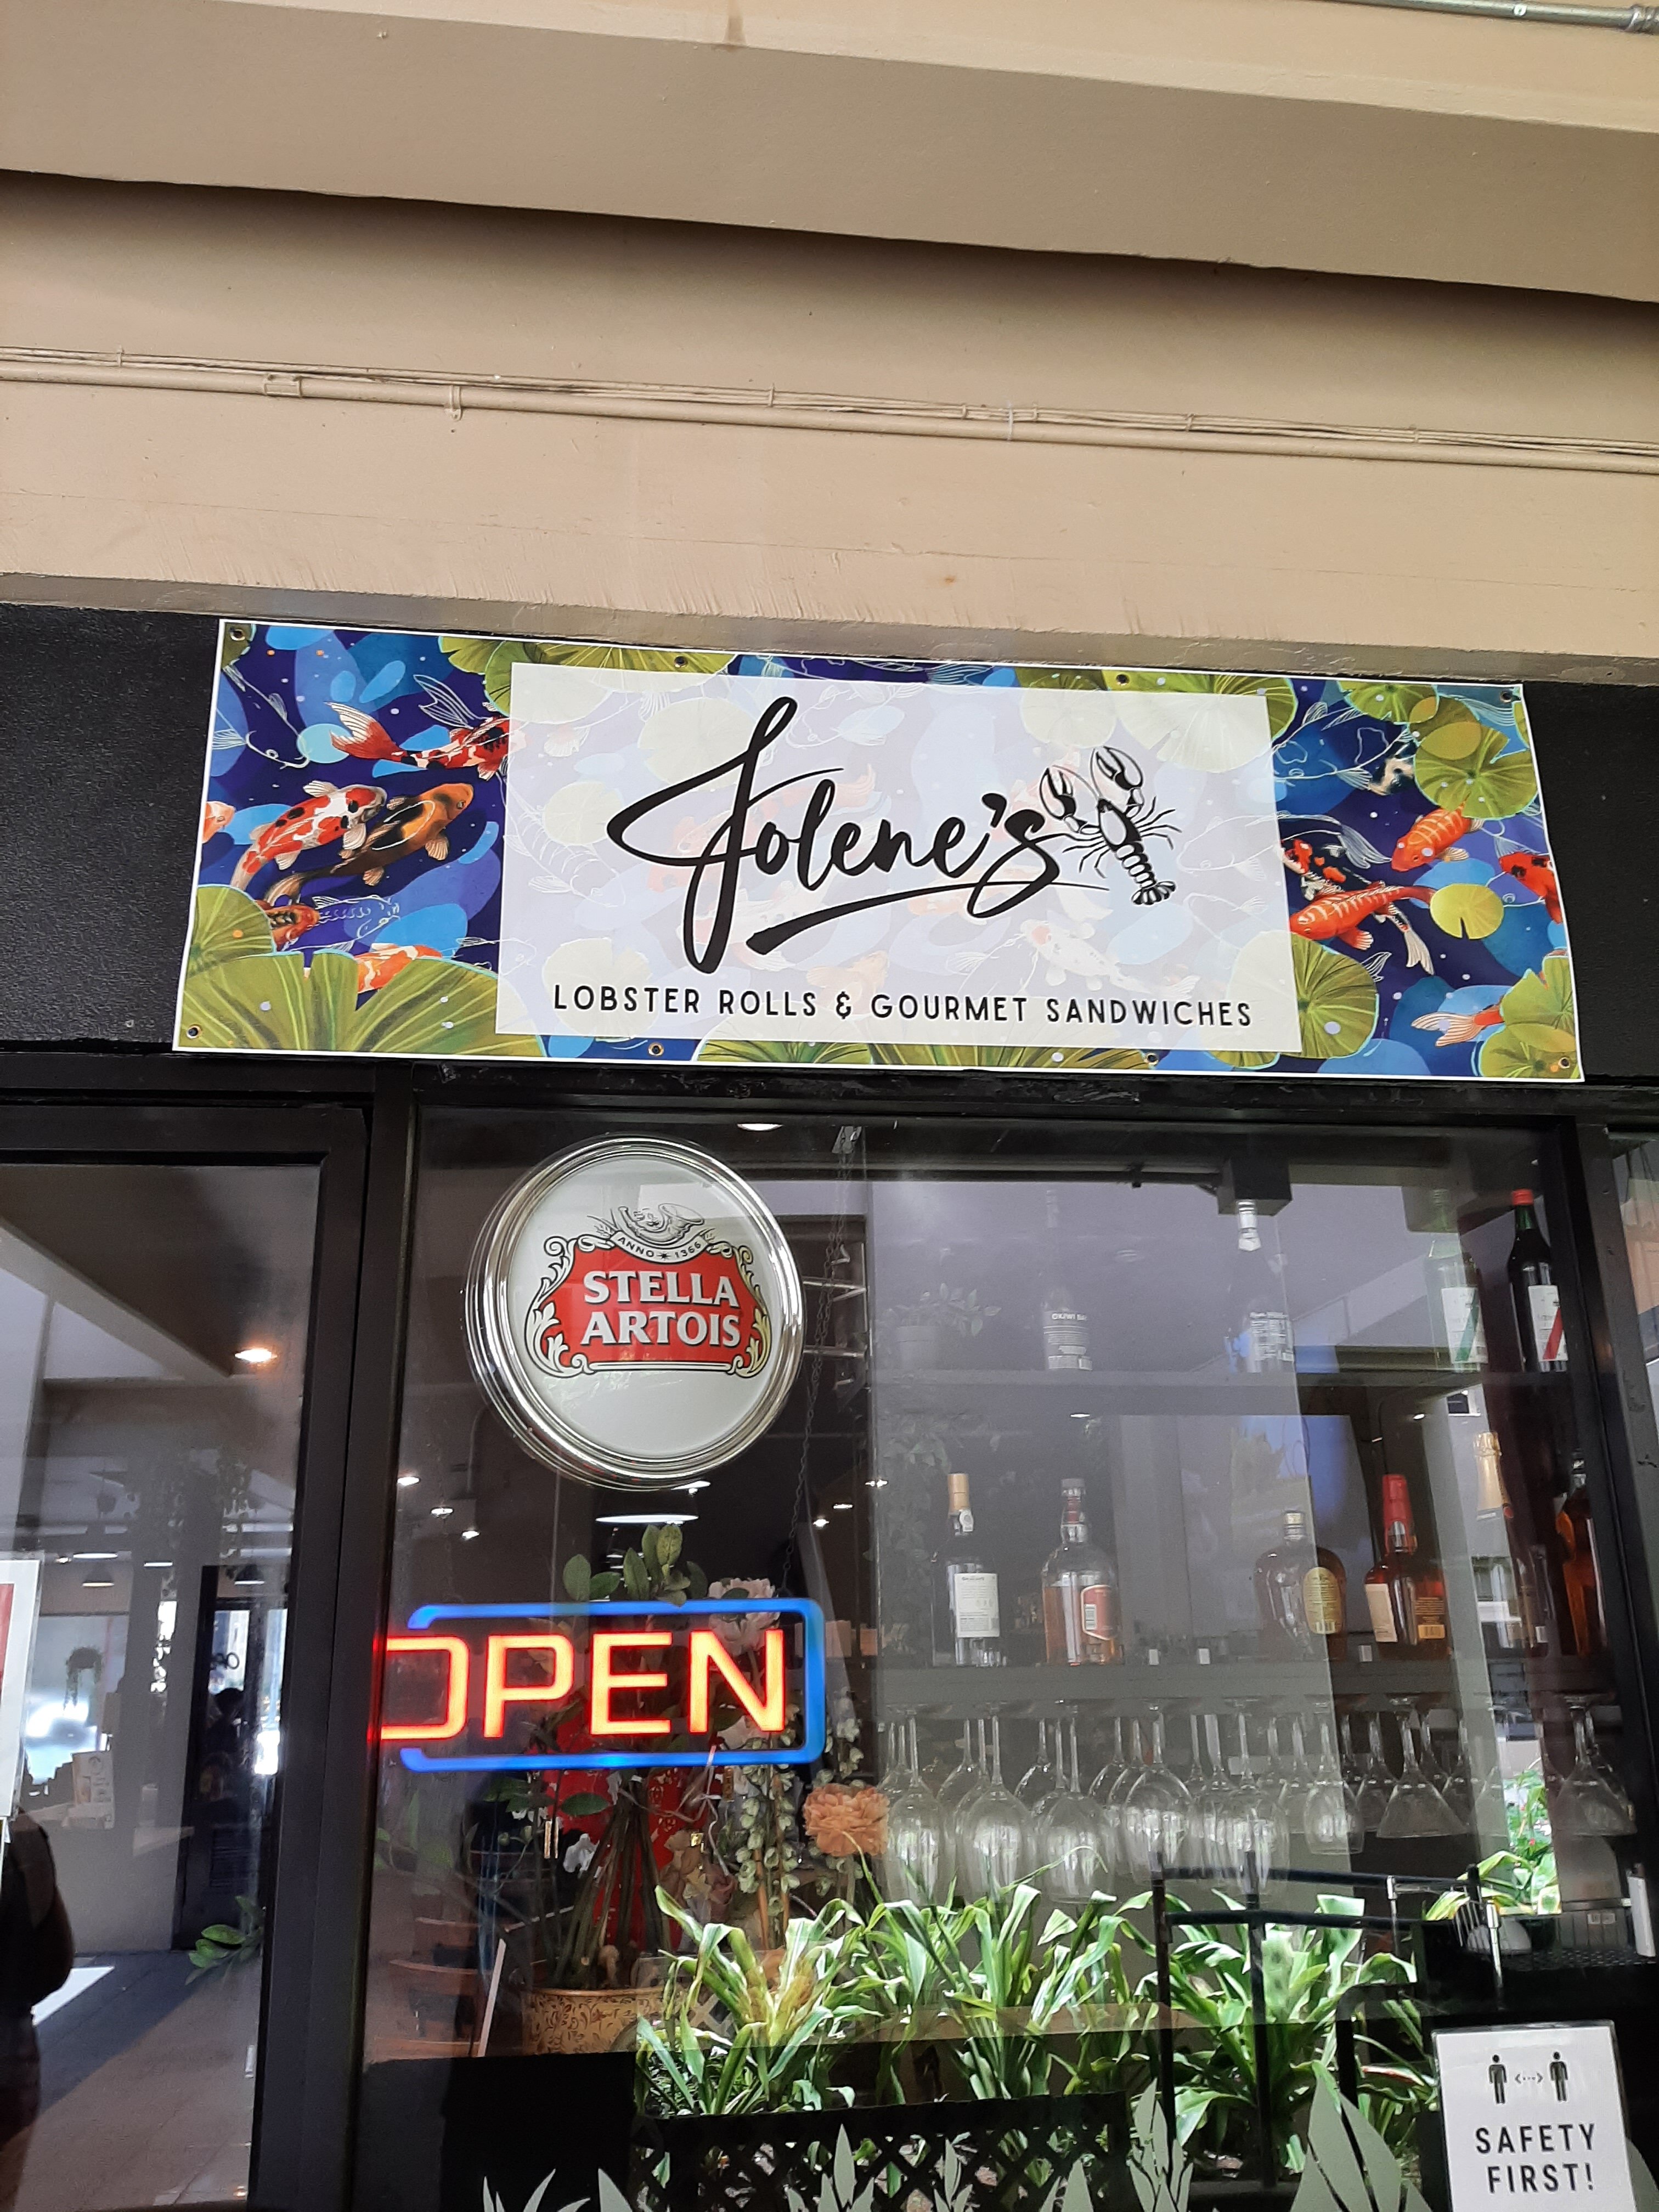 Jolene's
LOBSTER ROLLS & GOURMET SANDWICHES
ANNO ★ 1366
STELLA
ARTOIS
OPEN
SAFETY
FIRST!